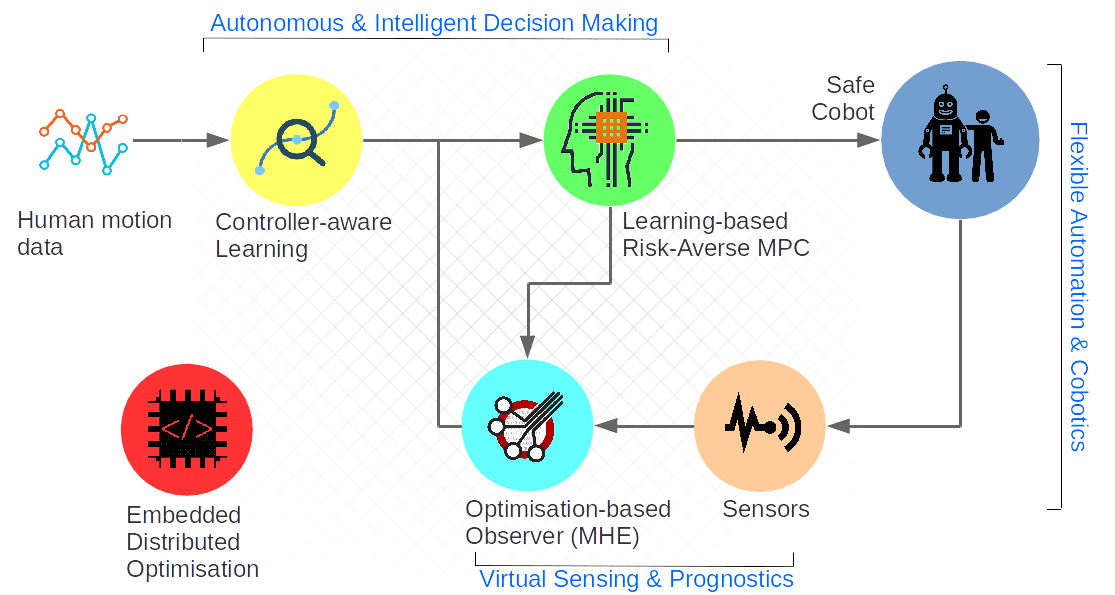 Autonomous & Intelligent Decision Making
Safe
Cobot
Human motion
data
Controller-aware
Learning
Learning-based
Risk-Averse MPC
Flexible Automation & Cobotics
</>
Embedded
Distributed
Optimisation
Optimisation-based
Observer (MHE)
Sensors
Virtual Sensing & Prognostics